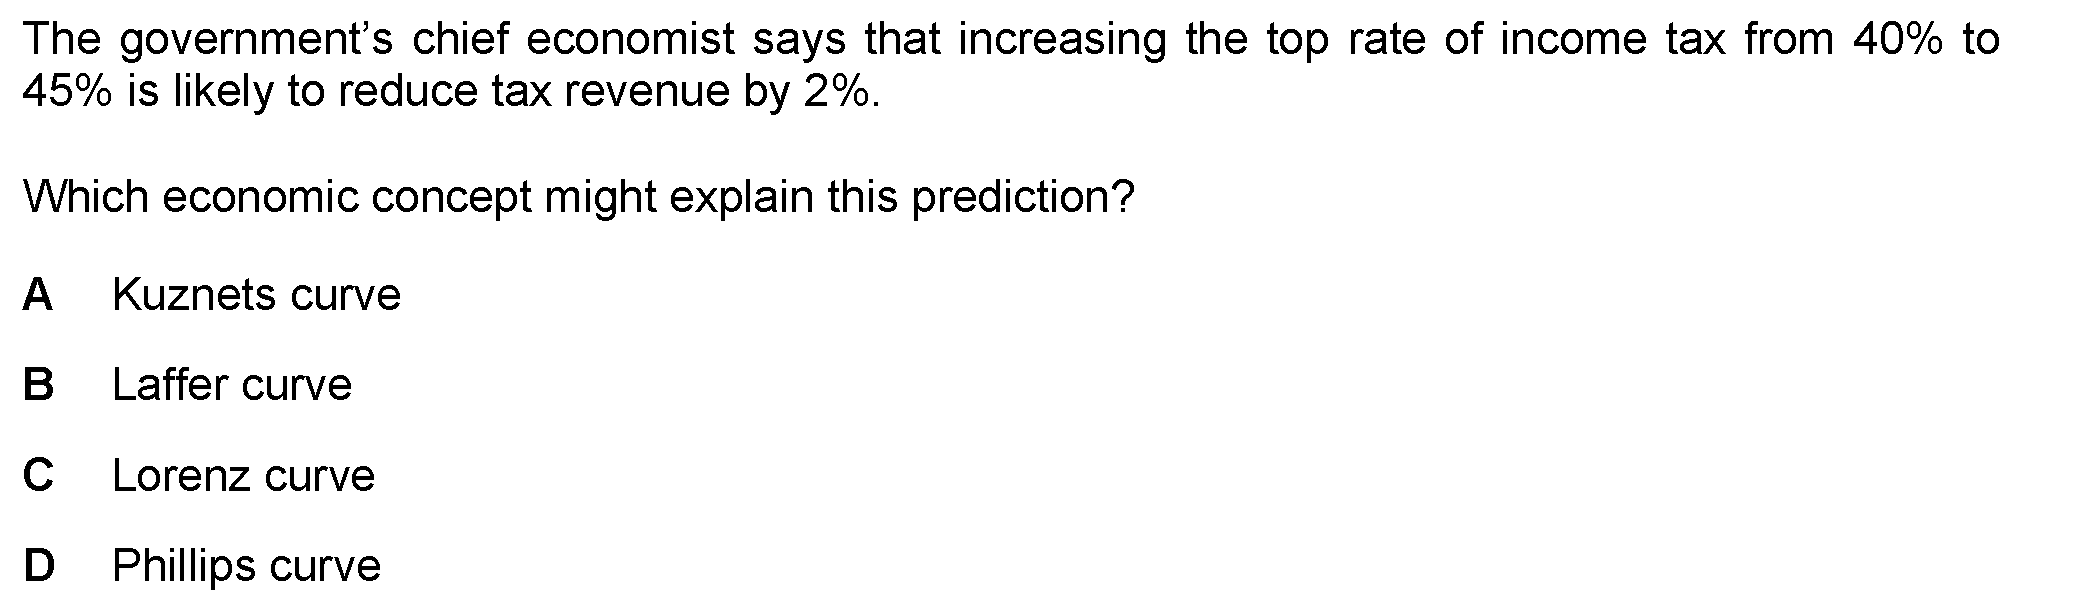 The government’s chief economist says that increasing the top rate of income tax from 40% to
45% is likely to reduce tax revenue by 2%.
Which economic concept might explain this prediction?
A Kuznets curve
B Laffer curve
C Lorenz curve
D Phillips curve